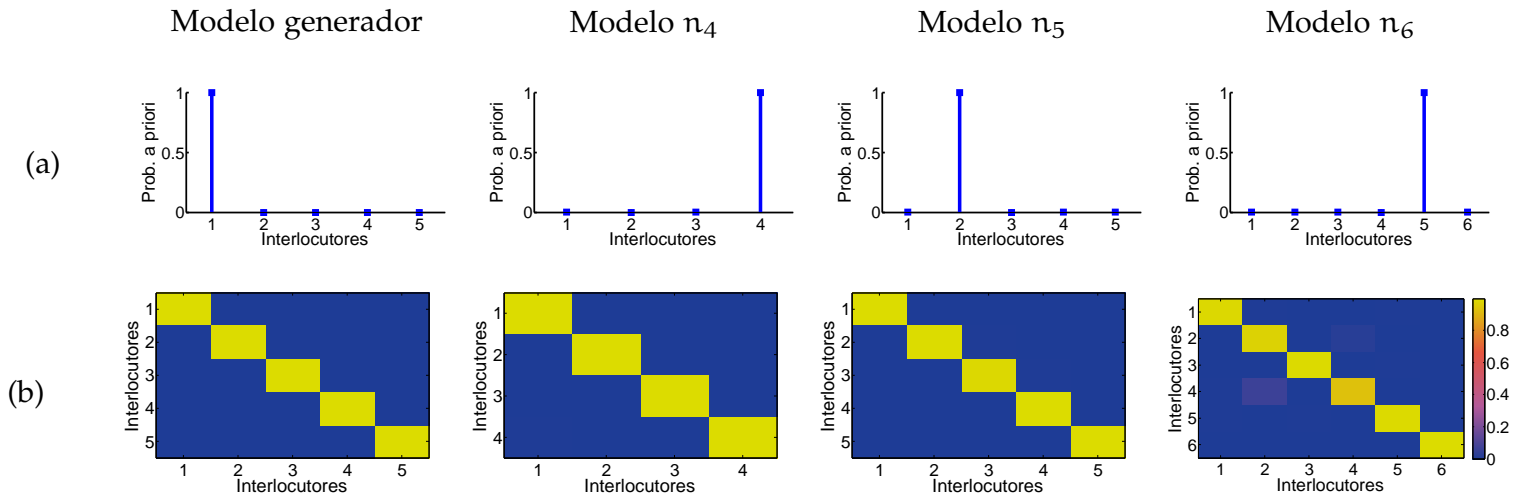 Modelo generador
Modelo n4
Modelo n5
Modelo n6
(a)
Prob. a priori
1
0.5
0
1 2 3 4 5
Interlocutores
Prob. a priori
1
0.5
0
1 2 3 4
Interlocutores
Prob. a priori
1
0.5
0
1 2 3 4 5
Interlocutores
Prob. a priori
1
0.5
0
1 2 3 4 5 6
Interlocutores
(b)
Interlocutores
1
2
3
4
5
1 2 3 4 5
Interlocutores
Interlocutores
1
2
3
4
1 2 3 4
Interlocutores
Interlocutores
1
2
3
4
5
1 2 3 4 5
Interlocutores
Interlocutores
1
2
3
4
5
6
1 2 3 4 5 6
Interlocutores
0.8
0.6
0.4
0.2
0